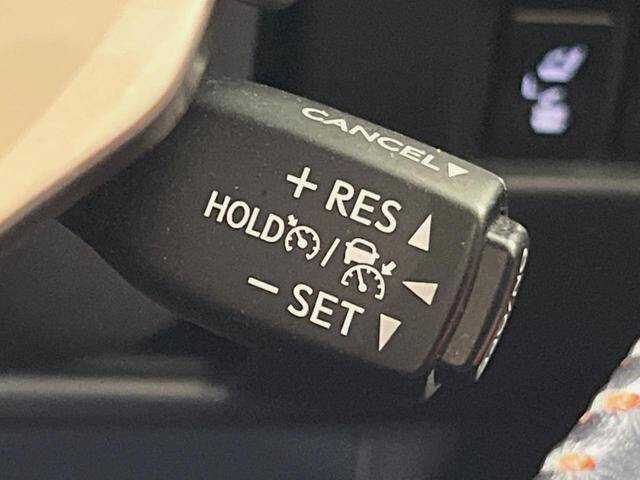 CANCEL
+ RES
HOLD /
− SET